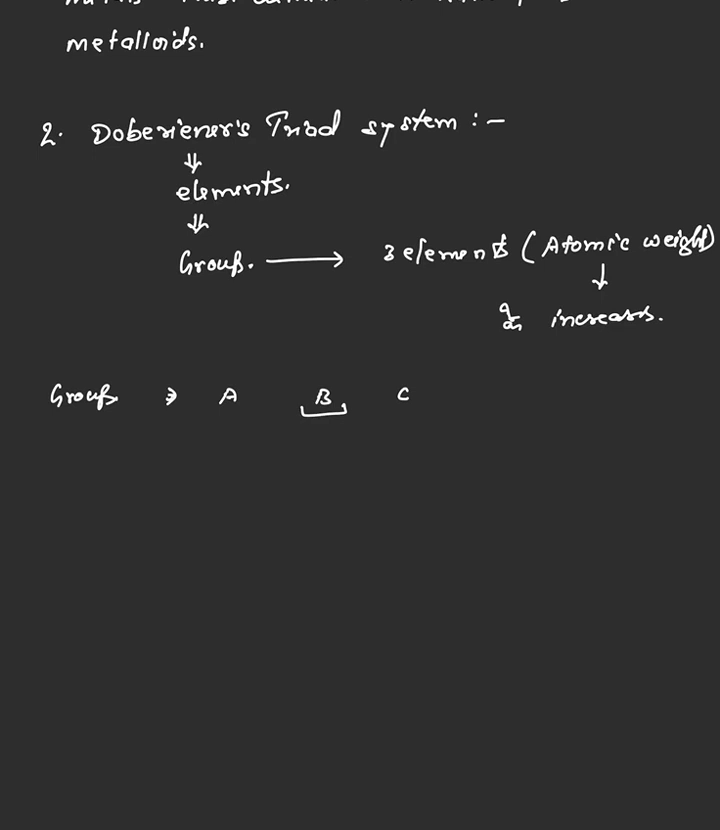 metalloids.
2. Doberiener's Triad system :-
⇓
elements.
⇓
Group. ⟶ 3 elements (Atomic weight)
↓
increases.
Group ⇒ A B C